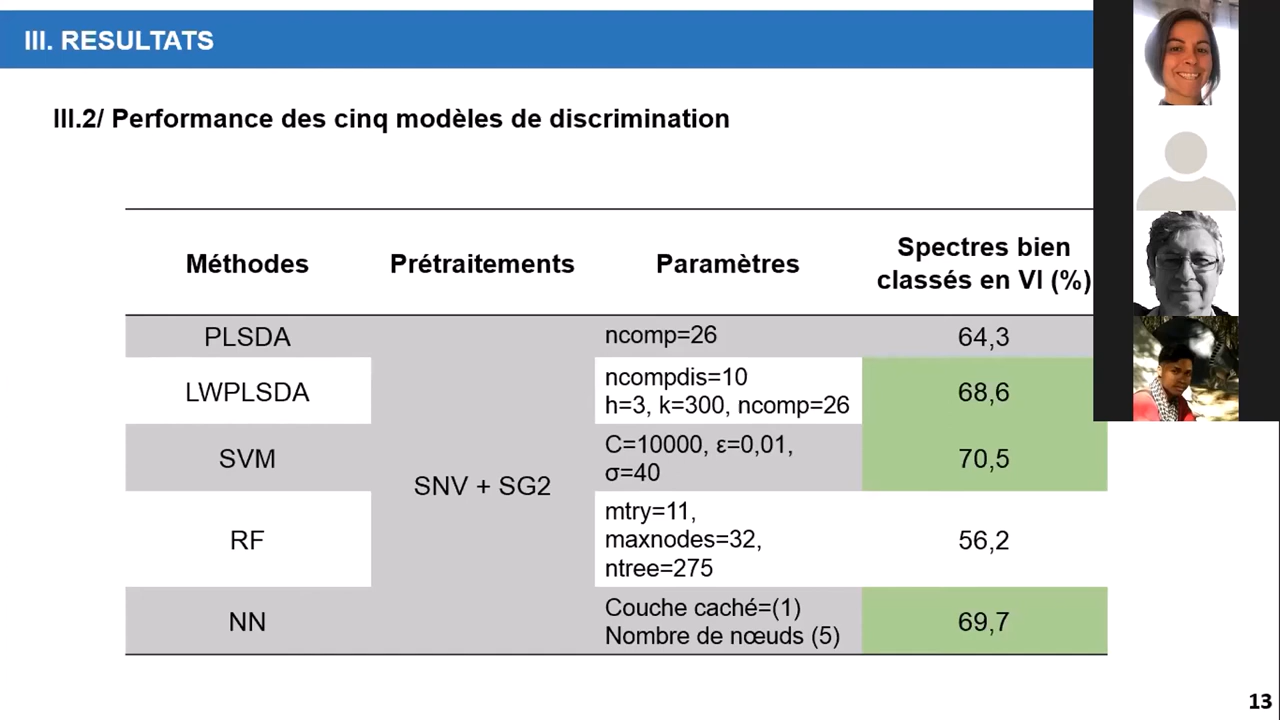 III. RESULTATS
III.2/ Performance des cinq modèles de discrimination
Méthodes
Prétraitements
Paramètres
Spectres bien
classés en VI (%)
PLSDA
ncomp=26
64,3
LWPLSDA
ncompdis=10
h=3, k=300, ncomp=26
68,6
SVM
C=10000, ε=0,01,
σ=40
70,5
SNV + SG2
RF
mtry=11,
maxnodes=32,
ntree=275
56,2
NN
Couche caché=(1)
Nombre de nœuds (5)
69,7
13